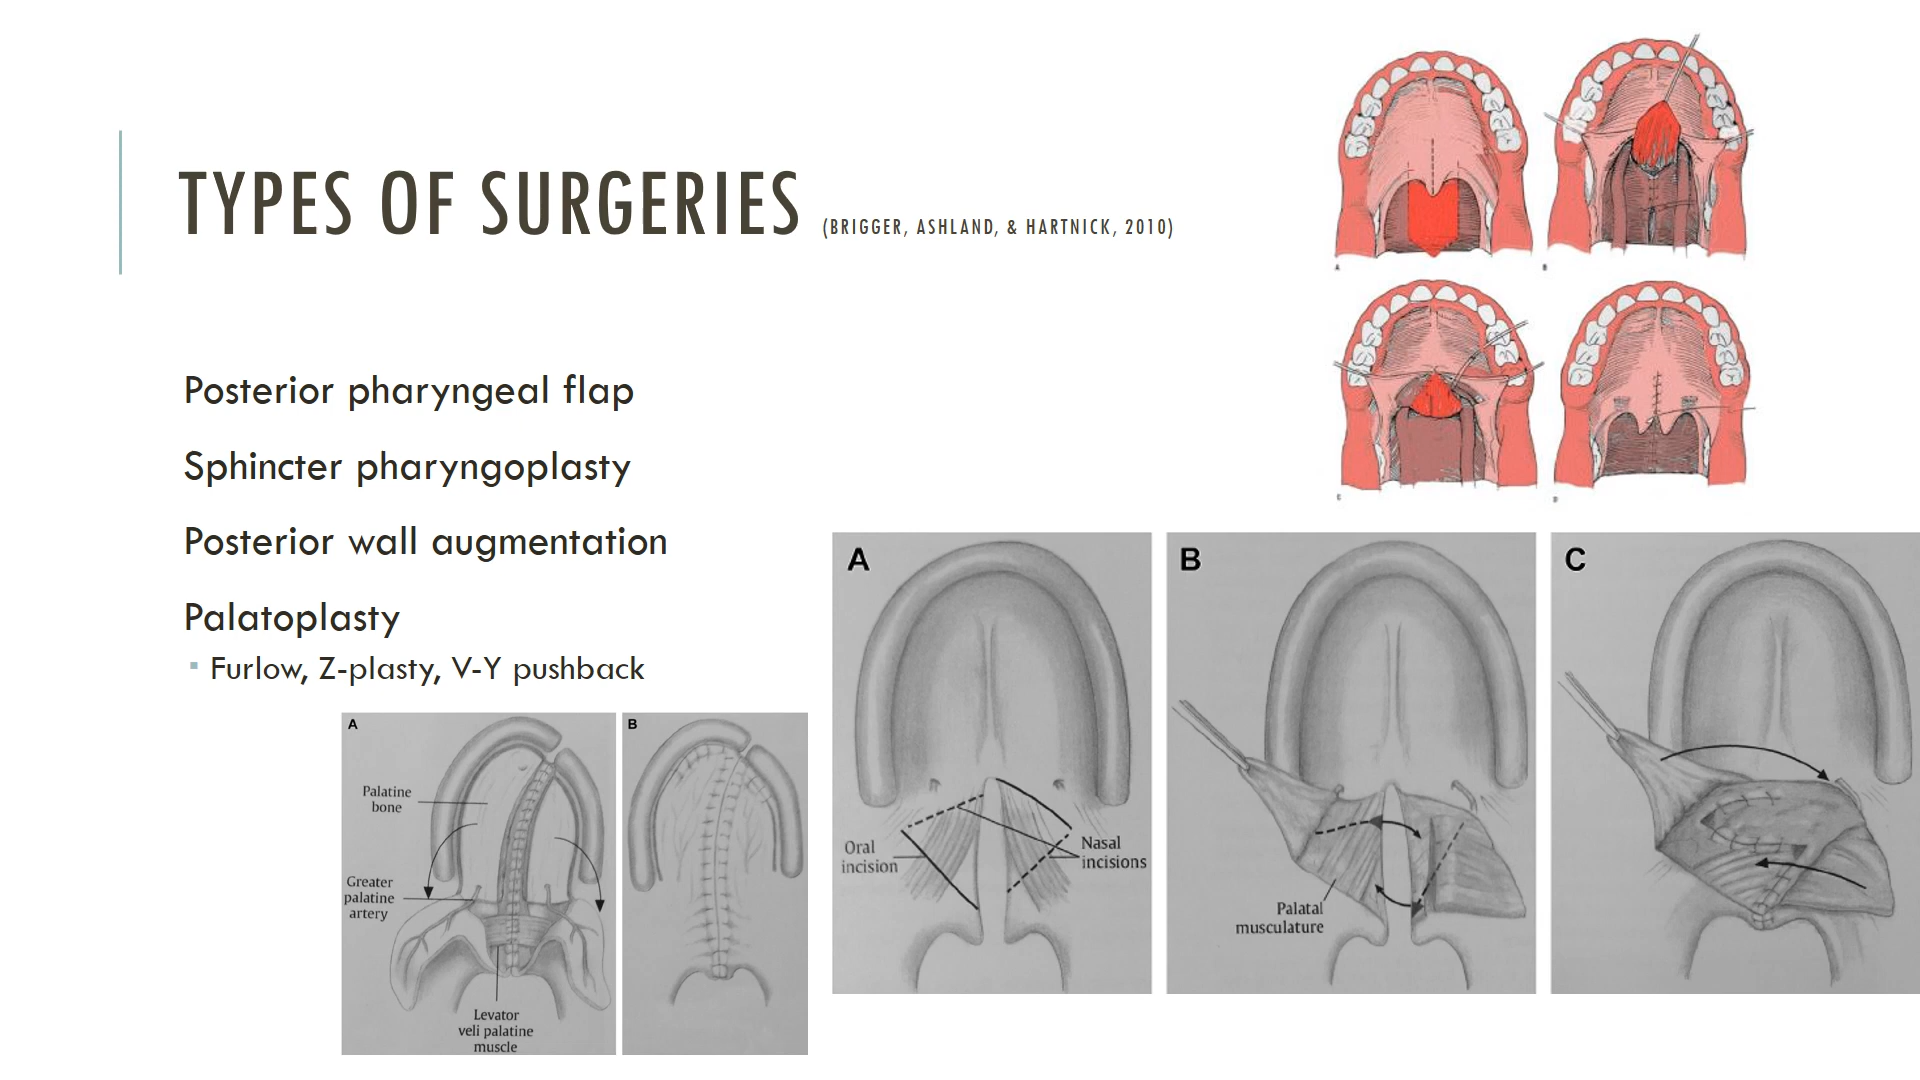 TYPES OF SURGERIES (BRIGGER, ASHLAND, & HARTNICK, 2010)
Posterior pharyngeal flap
Sphincter pharyngoplasty
Posterior wall augmentation
Palatoplasty
Furlow, Z-plasty, V-Y pushback
A
B
C
D
A
Palatine
bone
Greater
palatine
artery
Levator
veli palatine
muscle
B
A
Oral
incision
Nasal
incisions
B
Palatal
musculature
C